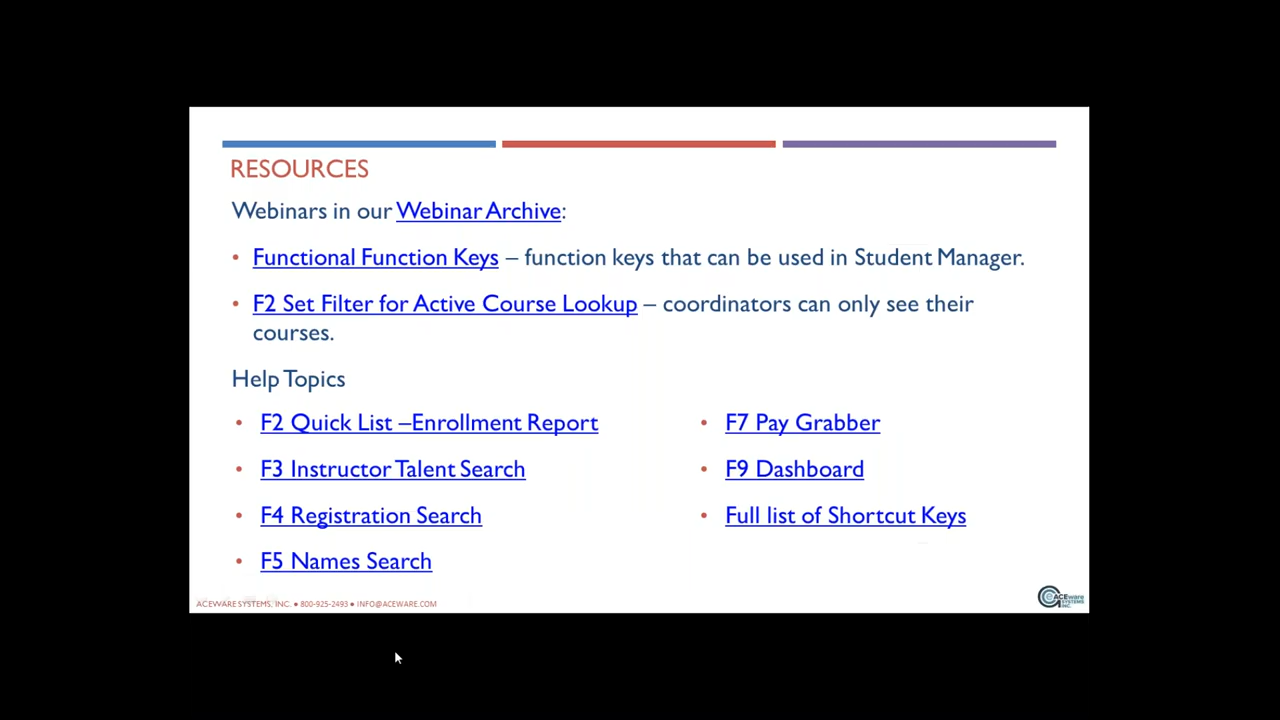 RESOURCES
Webinars in our Webinar Archive:
• Functional Function Keys – function keys that can be used in Student Manager.
• F2 Set Filter for Active Course Lookup – coordinators can only see their
courses.
Help Topics
• F2 Quick List –Enrollment Report
• F3 Instructor Talent Search
• F4 Registration Search
• F5 Names Search
• F7 Pay Grabber
• F9 Dashboard
• Full list of Shortcut Keys
ACEWARE SYSTEMS, INC. • 800-925-2493 • INFO@ACEWARE.COM
ACEware
SYSTEMS
INC.